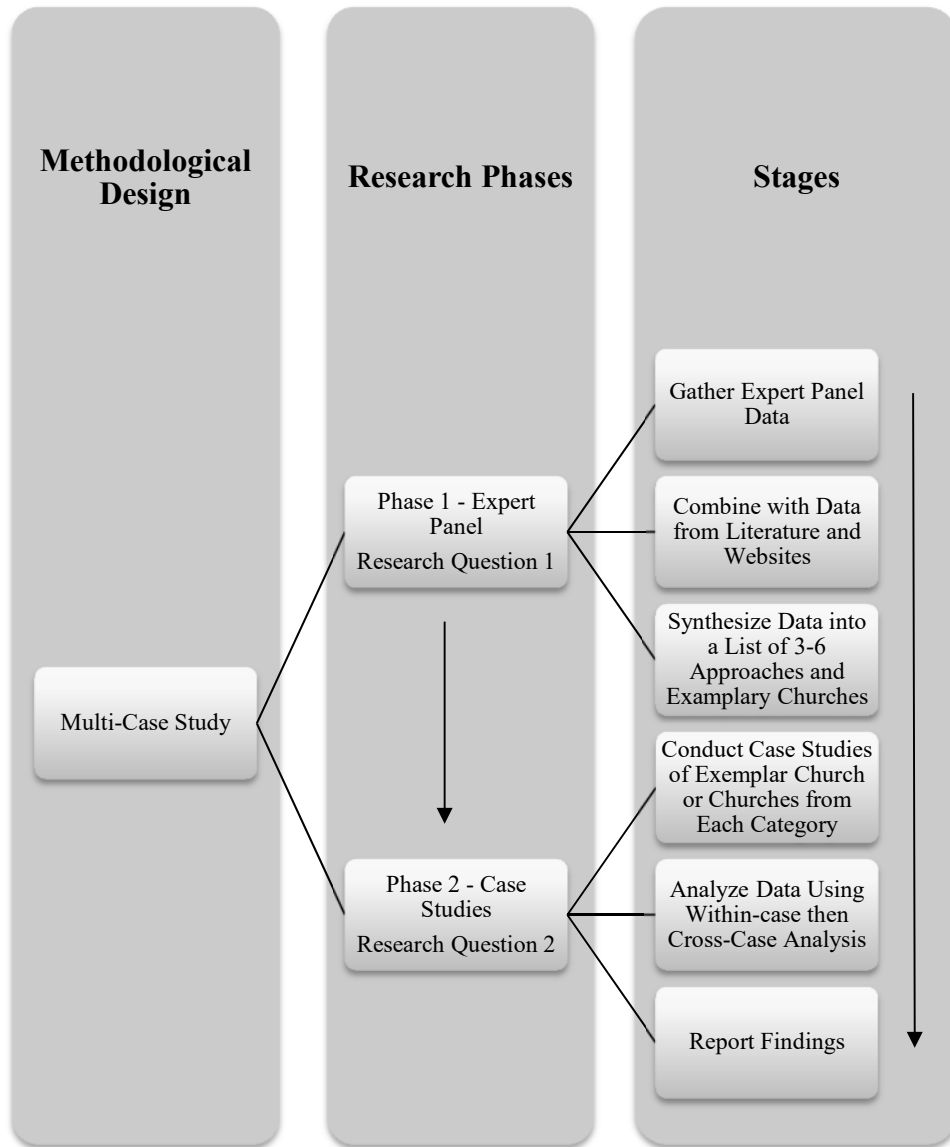 Methodological
Design
Research Phases
Stages
Multi-Case Study
Phase 1 - Expert
Panel
Research Question 1
Phase 2 - Case
Studies
Research Question 2
Gather Expert Panel
Data
Combine with Data
from Literature and
Websites
Synthesize Data into
a List of 3-6
Approaches and
Examplary Churches
Conduct Case Studies
of Exemplar Church
or Churches from
Each Category
Analyze Data Using
Within-case then
Cross-Case Analysis
Report Findings